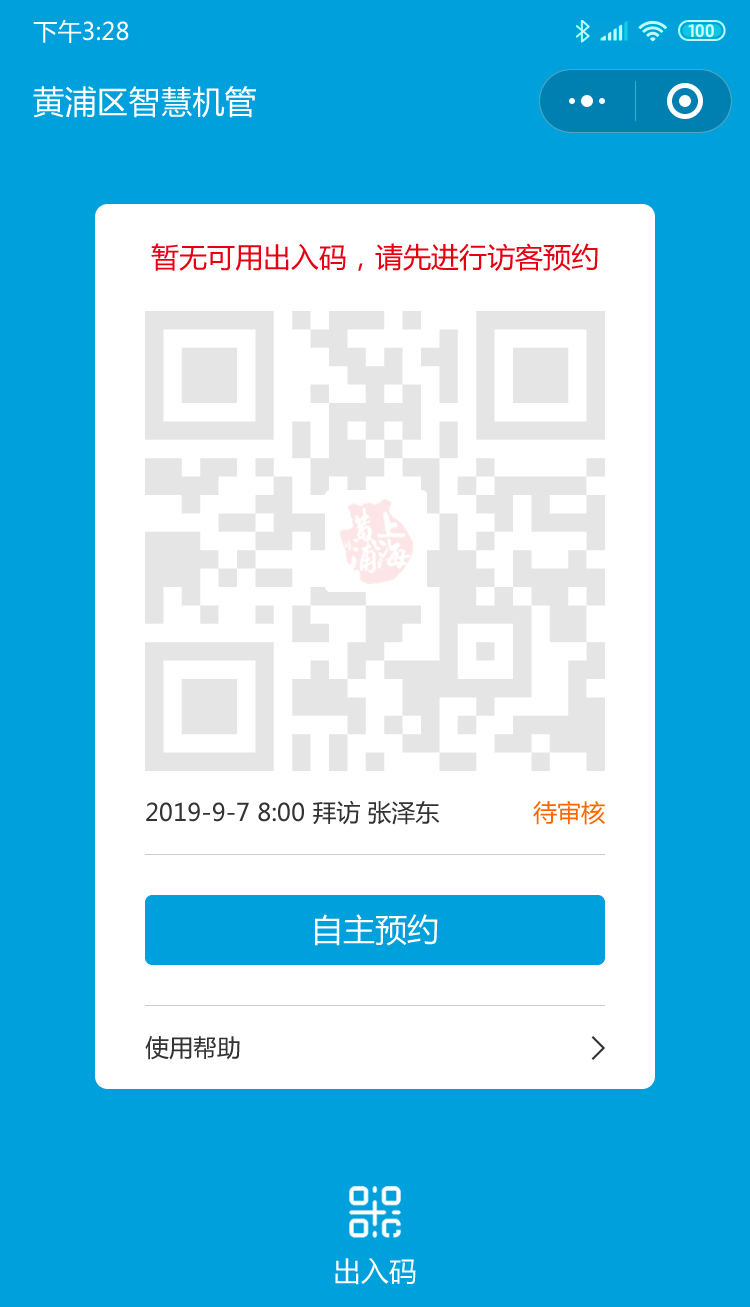 下午3:28
100
黄浦区智慧机管
暂无可用出入码，请先进行访客预约
上海
黄浦
2019-9-7 8:00 拜访 张泽东
待审核
自主预约
使用帮助
出入码